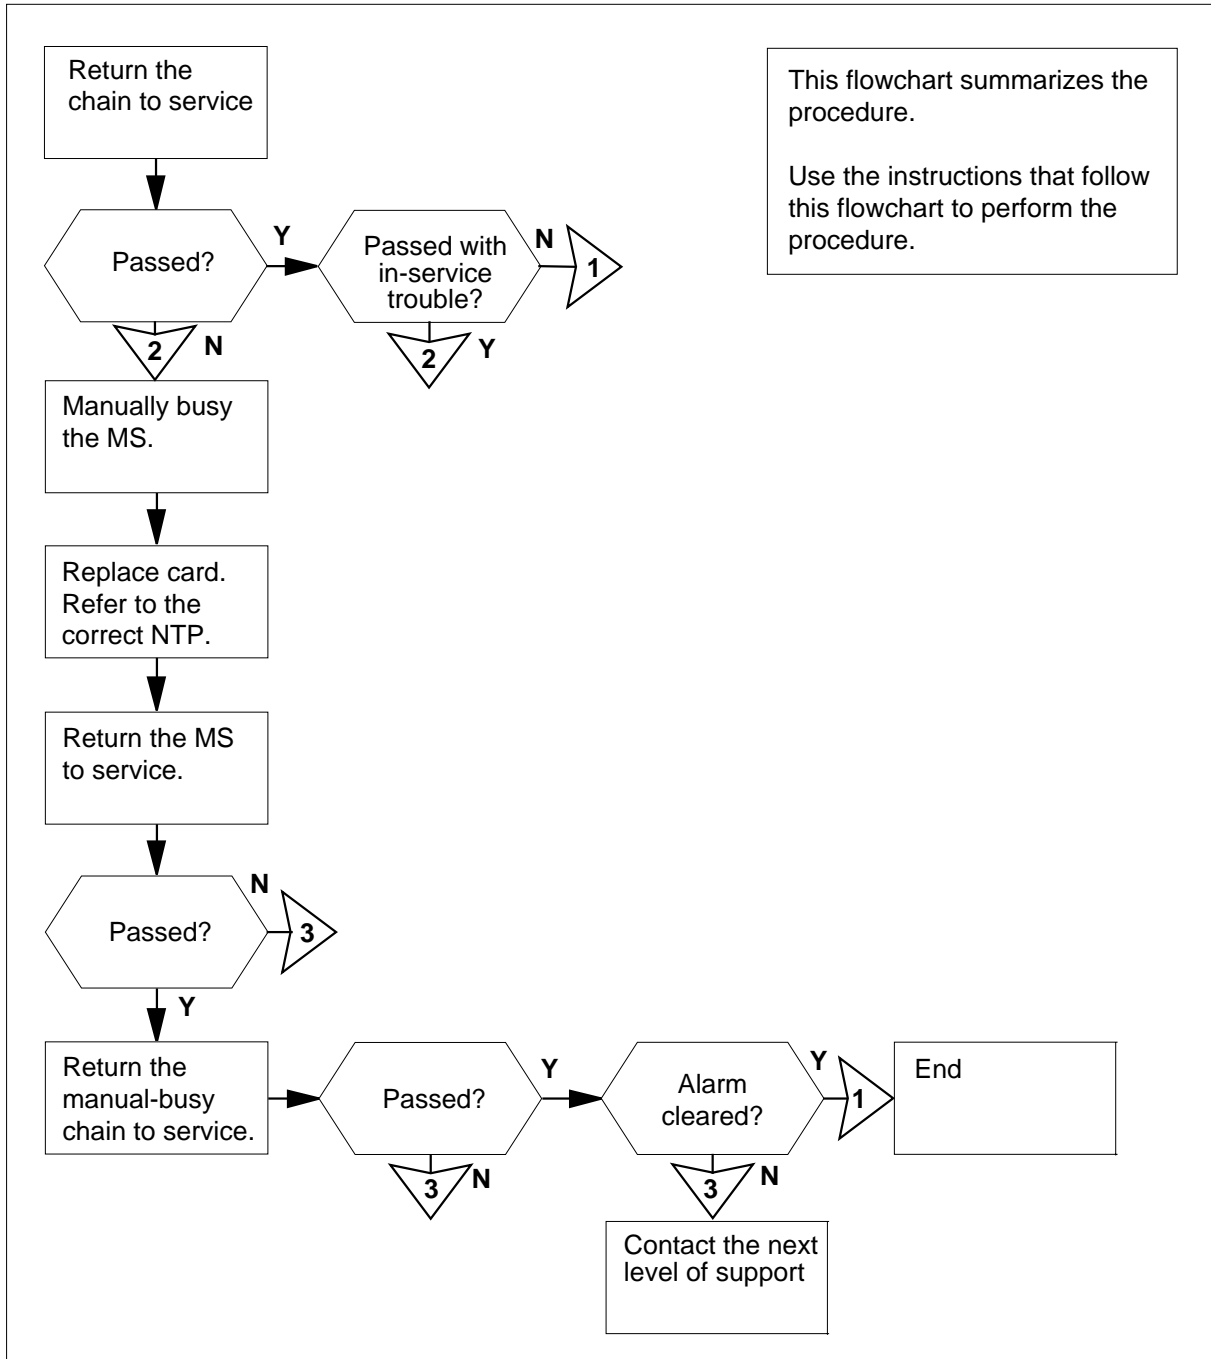 Return the
chain to service
This flowchart summarizes the
procedure.
Use the instructions that follow
this flowchart to perform the
procedure.
Passed?
Y
Passed with
in-service
trouble?
N
1
2
N
2
Y
Manually busy
the MS.
Replace card.
Refer to the
correct NTP.
Return the MS
to service.
Passed?
N
3
Y
Return the
manual-busy
chain to service.
Passed?
Y
Alarm
cleared?
Y
1
End
3
N
3
N
Contact the next
level of support